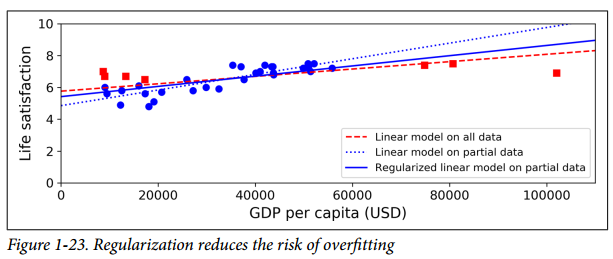 10
8
6
4
2
0
Life satisfaction
Linear model on all data
Linear model on partial data
Regularized linear model on partial data
0 20000 40000 60000 80000 100000
GDP per capita (USD)
Figure 1-23. Regularization reduces the risk of overfitting